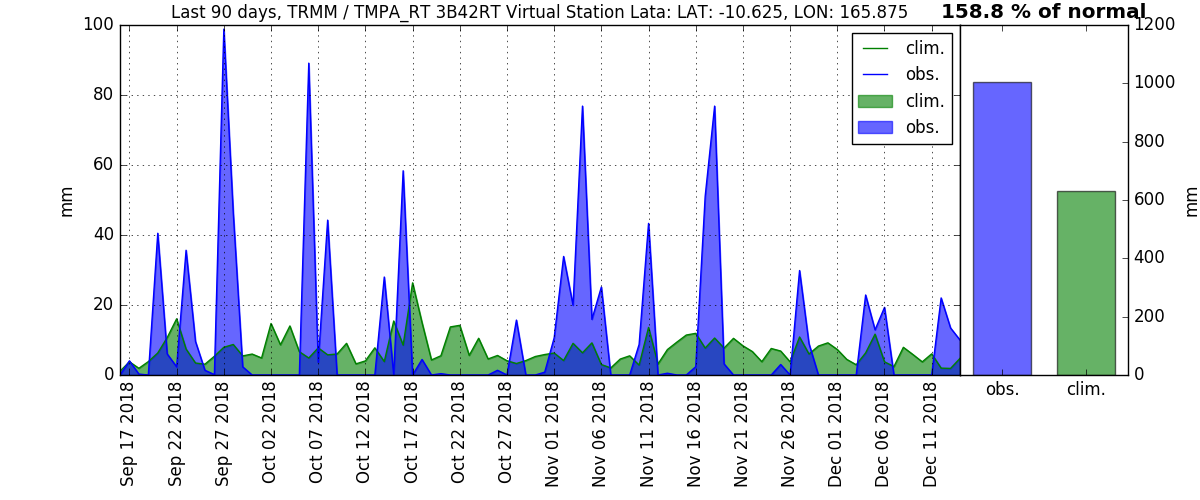 Last 90 days, TRMM / TMPA_RT 3B42RT Virtual Station Lata: LAT: -10.625, LON: 165.875
158.8 % of normal
100
80
60
40
20
0
mm
clim.
obs.
clim.
obs.
1200
1000
800
600
400
200
0
mm
obs.
clim.
Sep 17 2018
Sep 22 2018
Sep 27 2018
Oct 02 2018
Oct 07 2018
Oct 12 2018
Oct 17 2018
Oct 22 2018
Oct 27 2018
Nov 01 2018
Nov 06 2018
Nov 11 2018
Nov 16 2018
Nov 21 2018
Nov 26 2018
Dec 01 2018
Dec 06 2018
Dec 11 2018